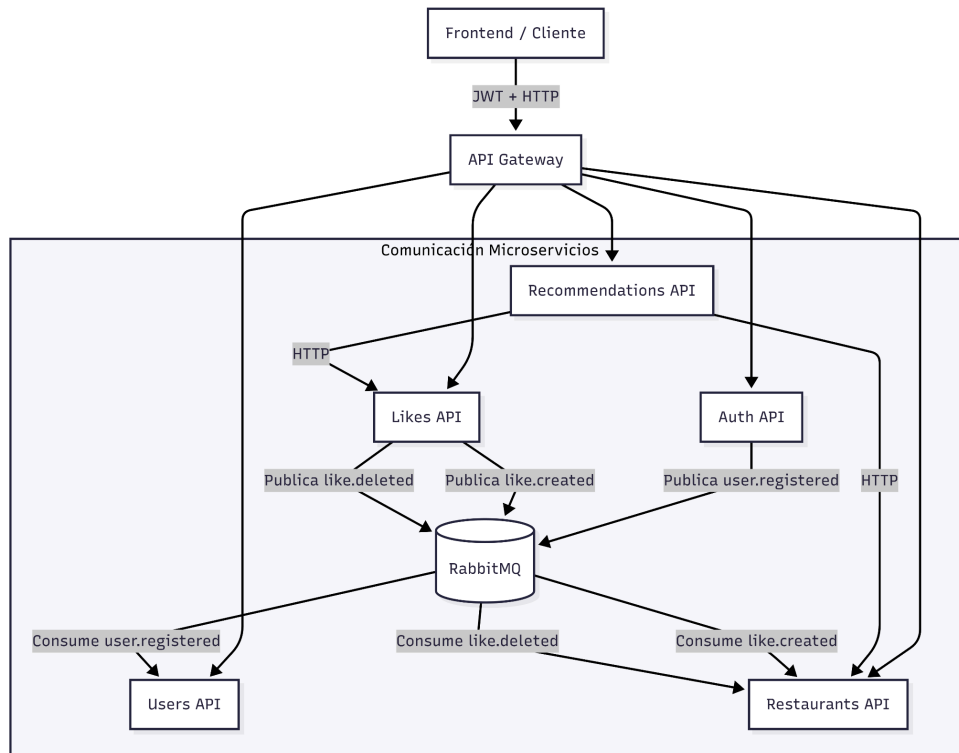 Frontend / Cliente
JWT + HTTP
API Gateway
Comunicación Microservicios
Recommendations API
HTTP
Likes API
Auth API
Publica like.deleted
Publica like.created
Publica user.registered
HTTP
RabbitMQ
Consume user.registered
Consume like.deleted
Consume like.created
Users API
Restaurants API